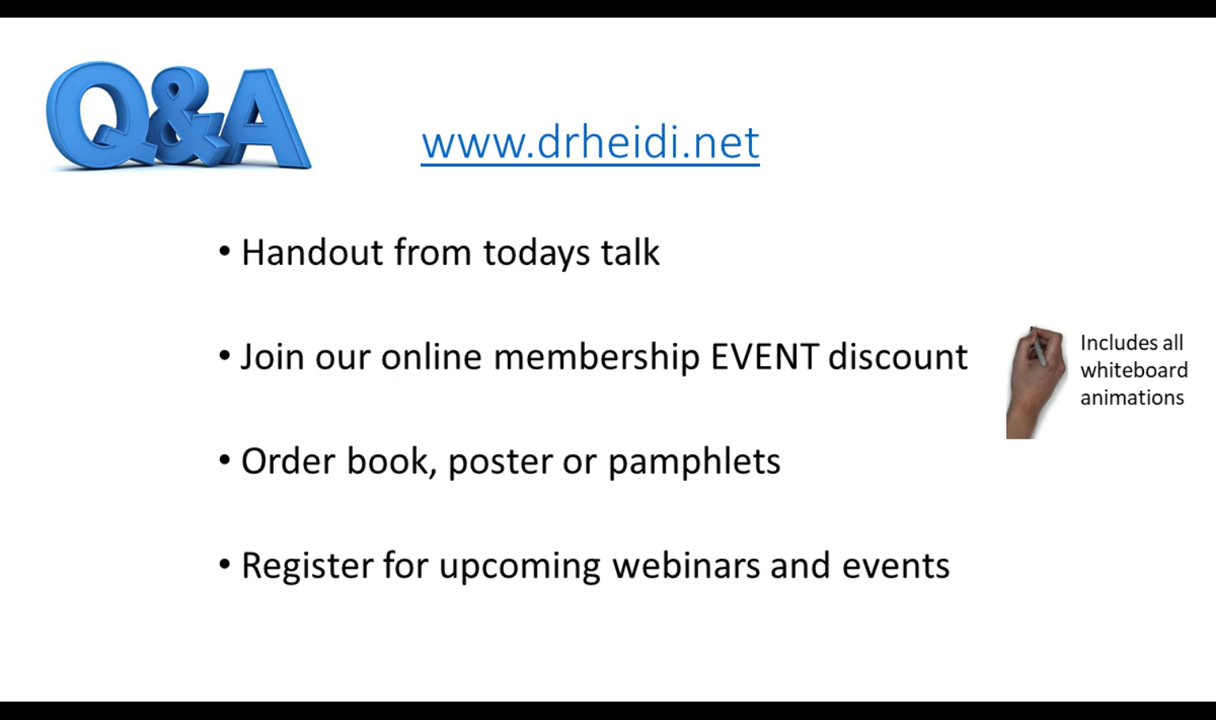 Q&A
www.drheidi.net
• Handout from todays talk
• Join our online membership EVENT discount
Includes all
whiteboard
animations
• Order book, poster or pamphlets
• Register for upcoming webinars and events